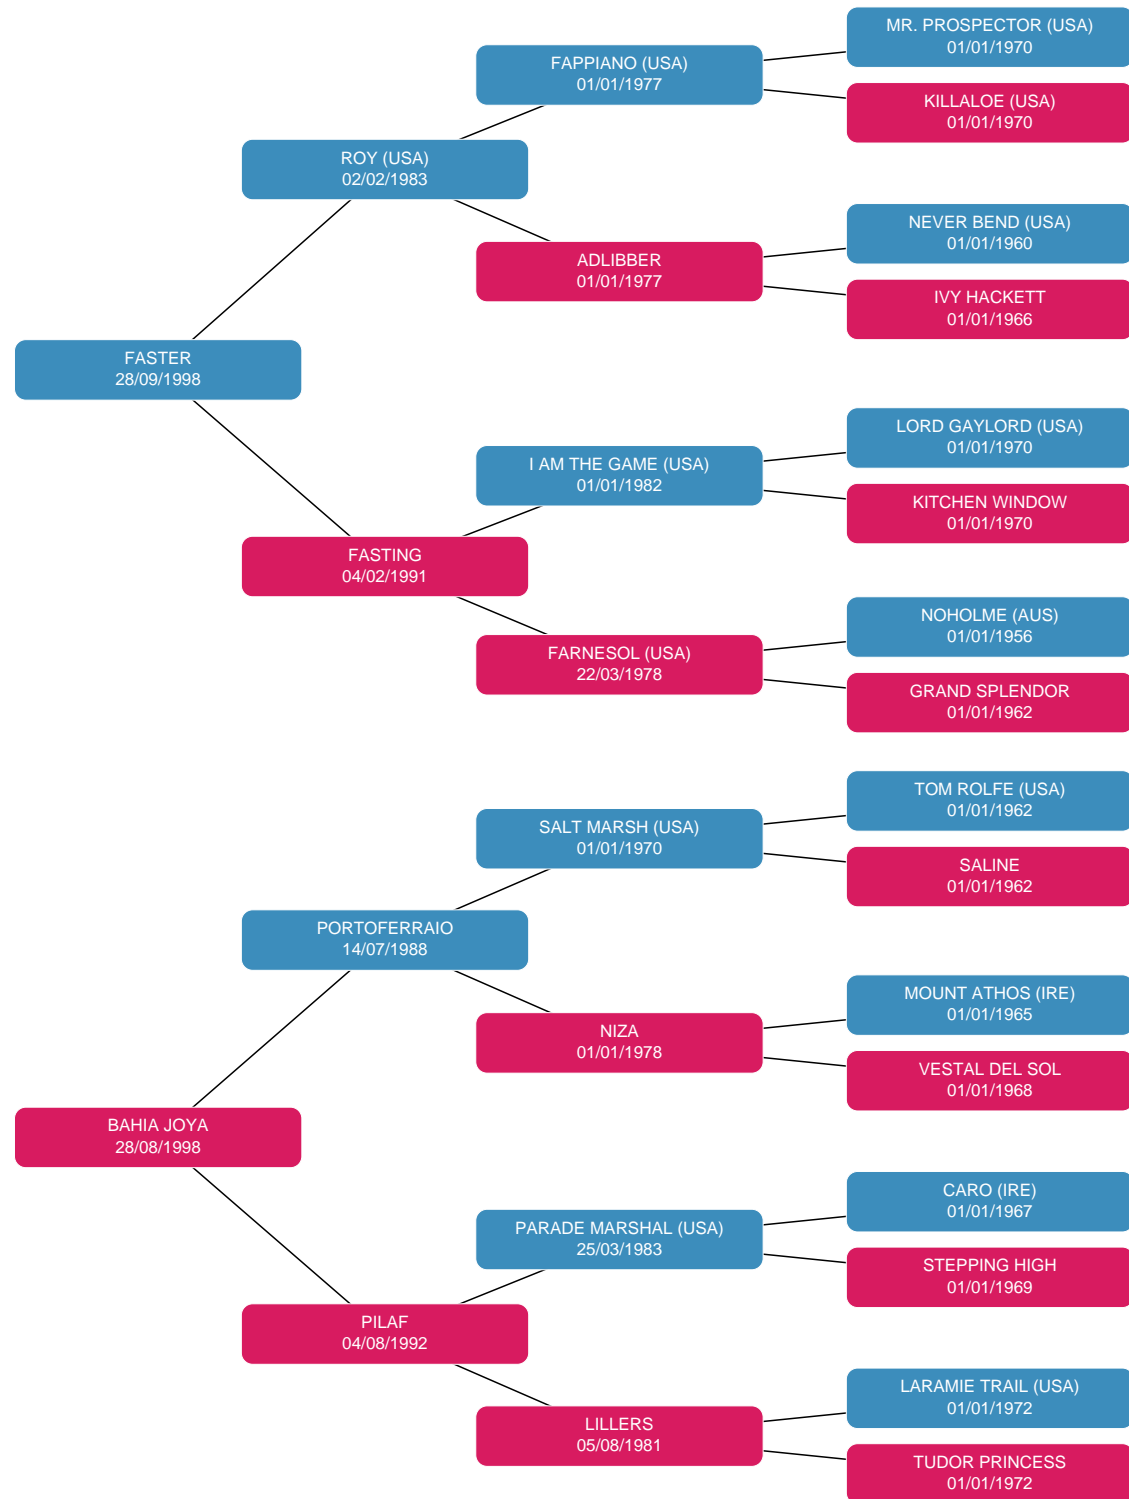 MR. PROSPECTOR (USA)
01/01/1970
FAPPIANO (USA)
01/01/1977
KILLALOE (USA)
01/01/1970
ROY (USA)
02/02/1983
NEVER BEND (USA)
01/01/1960
ADLIBBER
01/01/1977
IVY HACKETT
01/01/1966
FASTER
28/09/1998
LORD GAYLORD (USA)
01/01/1970
I AM THE GAME (USA)
01/01/1982
KITCHEN WINDOW
01/01/1970
FASTING
04/02/1991
NOHOLME (AUS)
01/01/1956
FARNESOL (USA)
22/03/1978
GRAND SPLENDOR
01/01/1962
TOM ROLFE (USA)
01/01/1962
SALT MARSH (USA)
01/01/1970
SALINE
01/01/1962
PORTOFERRAIO
14/07/1988
MOUNT ATHOS (IRE)
01/01/1965
NIZA
01/01/1978
VESTAL DEL SOL
01/01/1968
BAHIA JOYA
28/08/1998
CARO (IRE)
01/01/1967
PARADE MARSHAL (USA)
25/03/1983
STEPPING HIGH
01/01/1969
PILAF
04/08/1992
LARAMIE TRAIL (USA)
01/01/1972
LILLERS
05/08/1981
TUDOR PRINCESS
01/01/1972